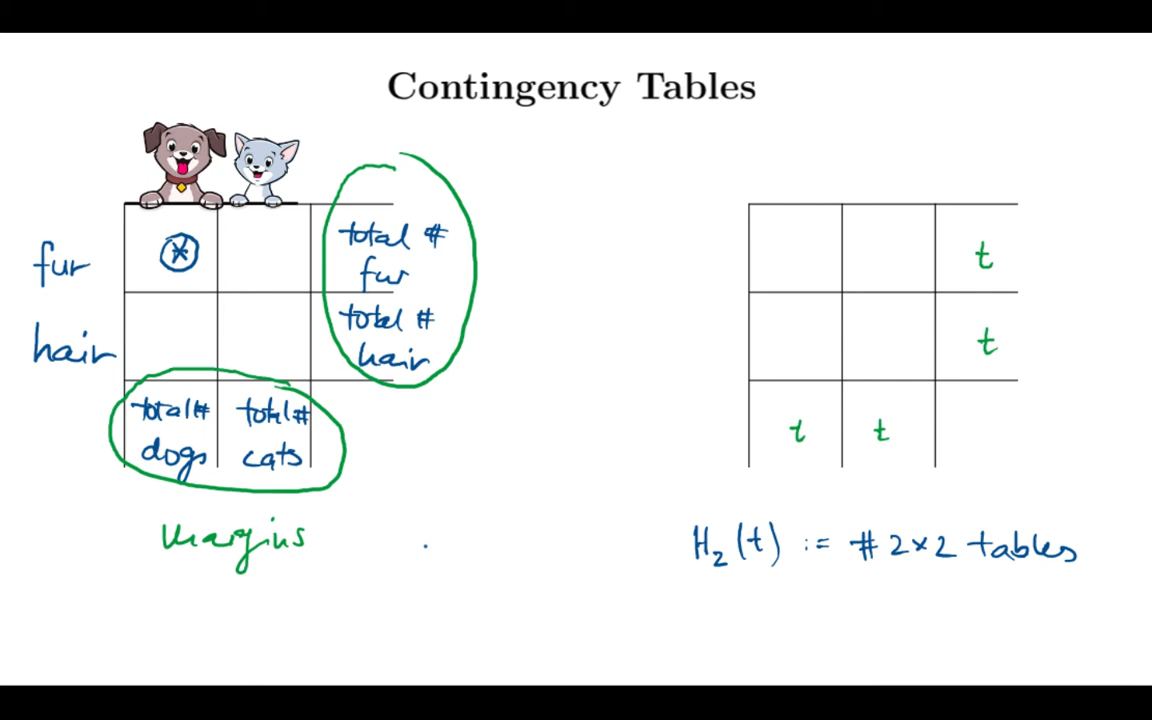 Contingency Tables
fur
hair
*
total #
fur
total #
hair
total #
dogs
total #
cats
margins
t
t
t
t
H₂(t) := # 2×2 tables